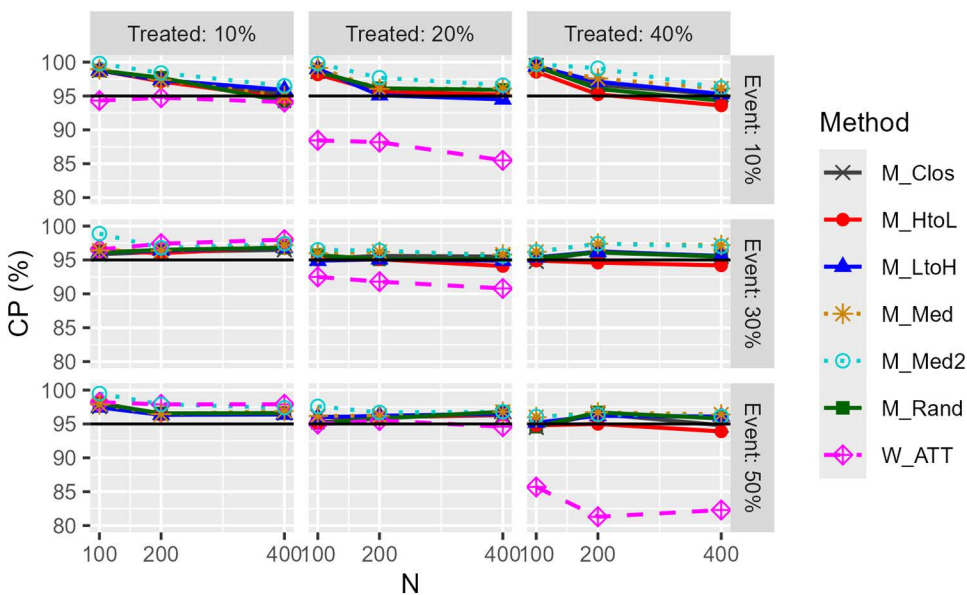 Treated: 10%
Treated: 20%
Treated: 40%
100
95
90
85
80
Event: 10%
100
95
90
85
80
Event: 30%
100
95
90
85
80
Event: 50%
CP (%)
100
200
400
100
200
400
100
200
400
N
Method
M_Clos
M_HtoL
M_LtoH
M_Med
M_Med2
M_Rand
W_ATT